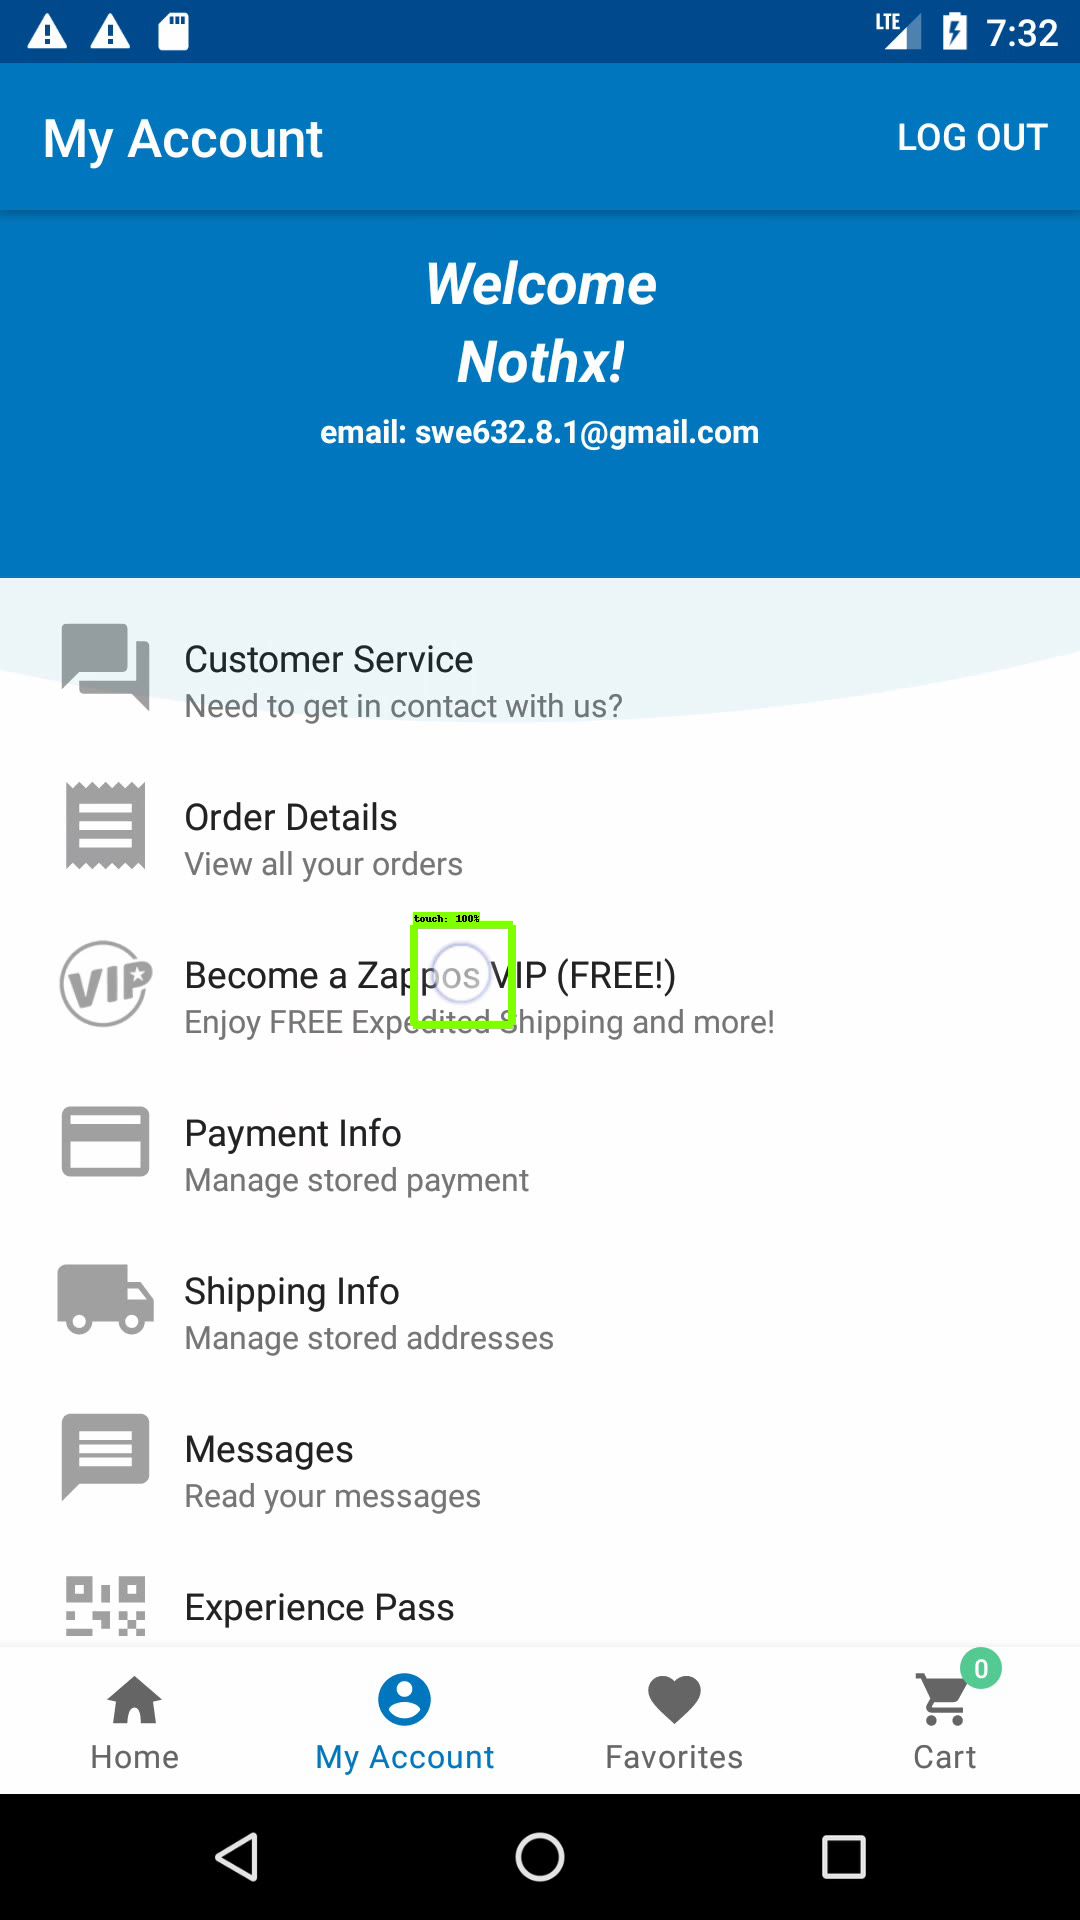 LTE 7:32
My Account LOG OUT
Welcome
Nothx!
email: swe632.8.1@gmail.com
Customer Service
Need to get in contact with us?
Order Details
View all your orders
touch: 100%
VIP
Become a Zappos VIP (FREE!)
Enjoy FREE Expedited Shipping and more!
Payment Info
Manage stored payment
Shipping Info
Manage stored addresses
Messages
Read your messages
Experience Pass
0
Home My Account Favorites Cart